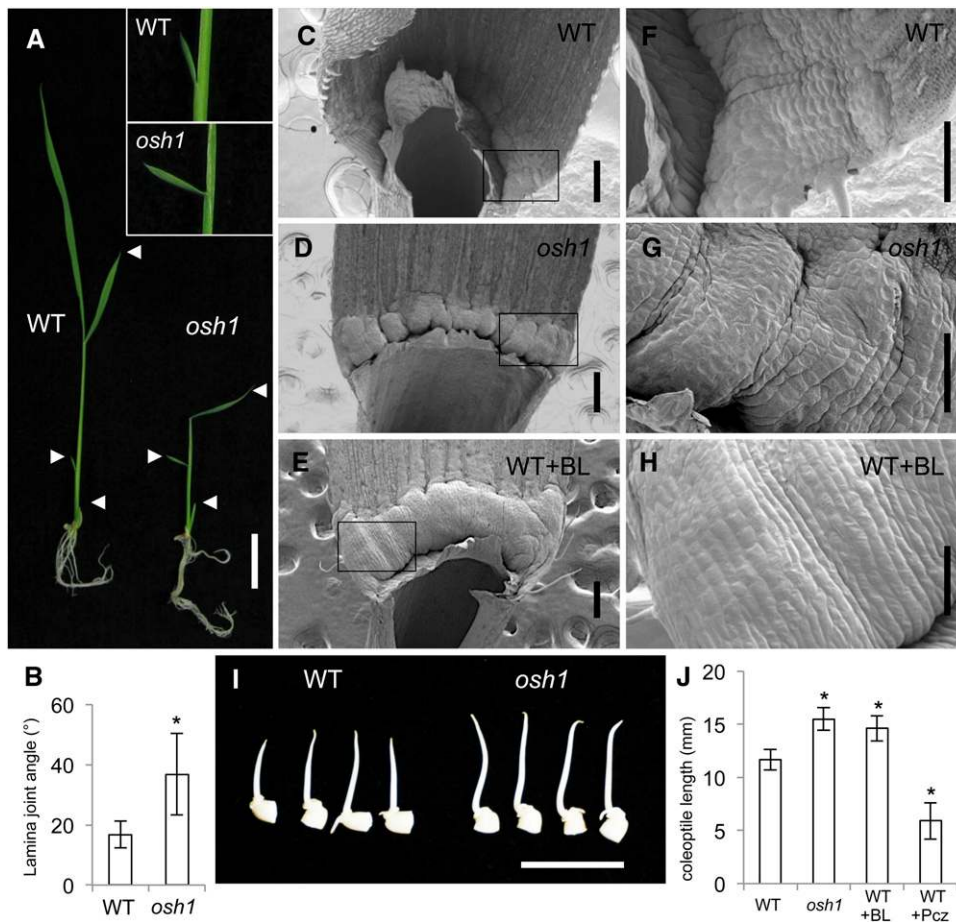 A
WT
osh1
WT
osh1
B
Lamina joint angle (°)
60
40
20
0
*
WT
osh1
C
WT
D
osh1
E
WT+BL
F
WT
G
osh1
H
WT+BL
I
WT
osh1
J
coleoptile length (mm)
20
15
10
5
0
*
*
*
WT
osh1
WT
+BL
WT
+Pcz